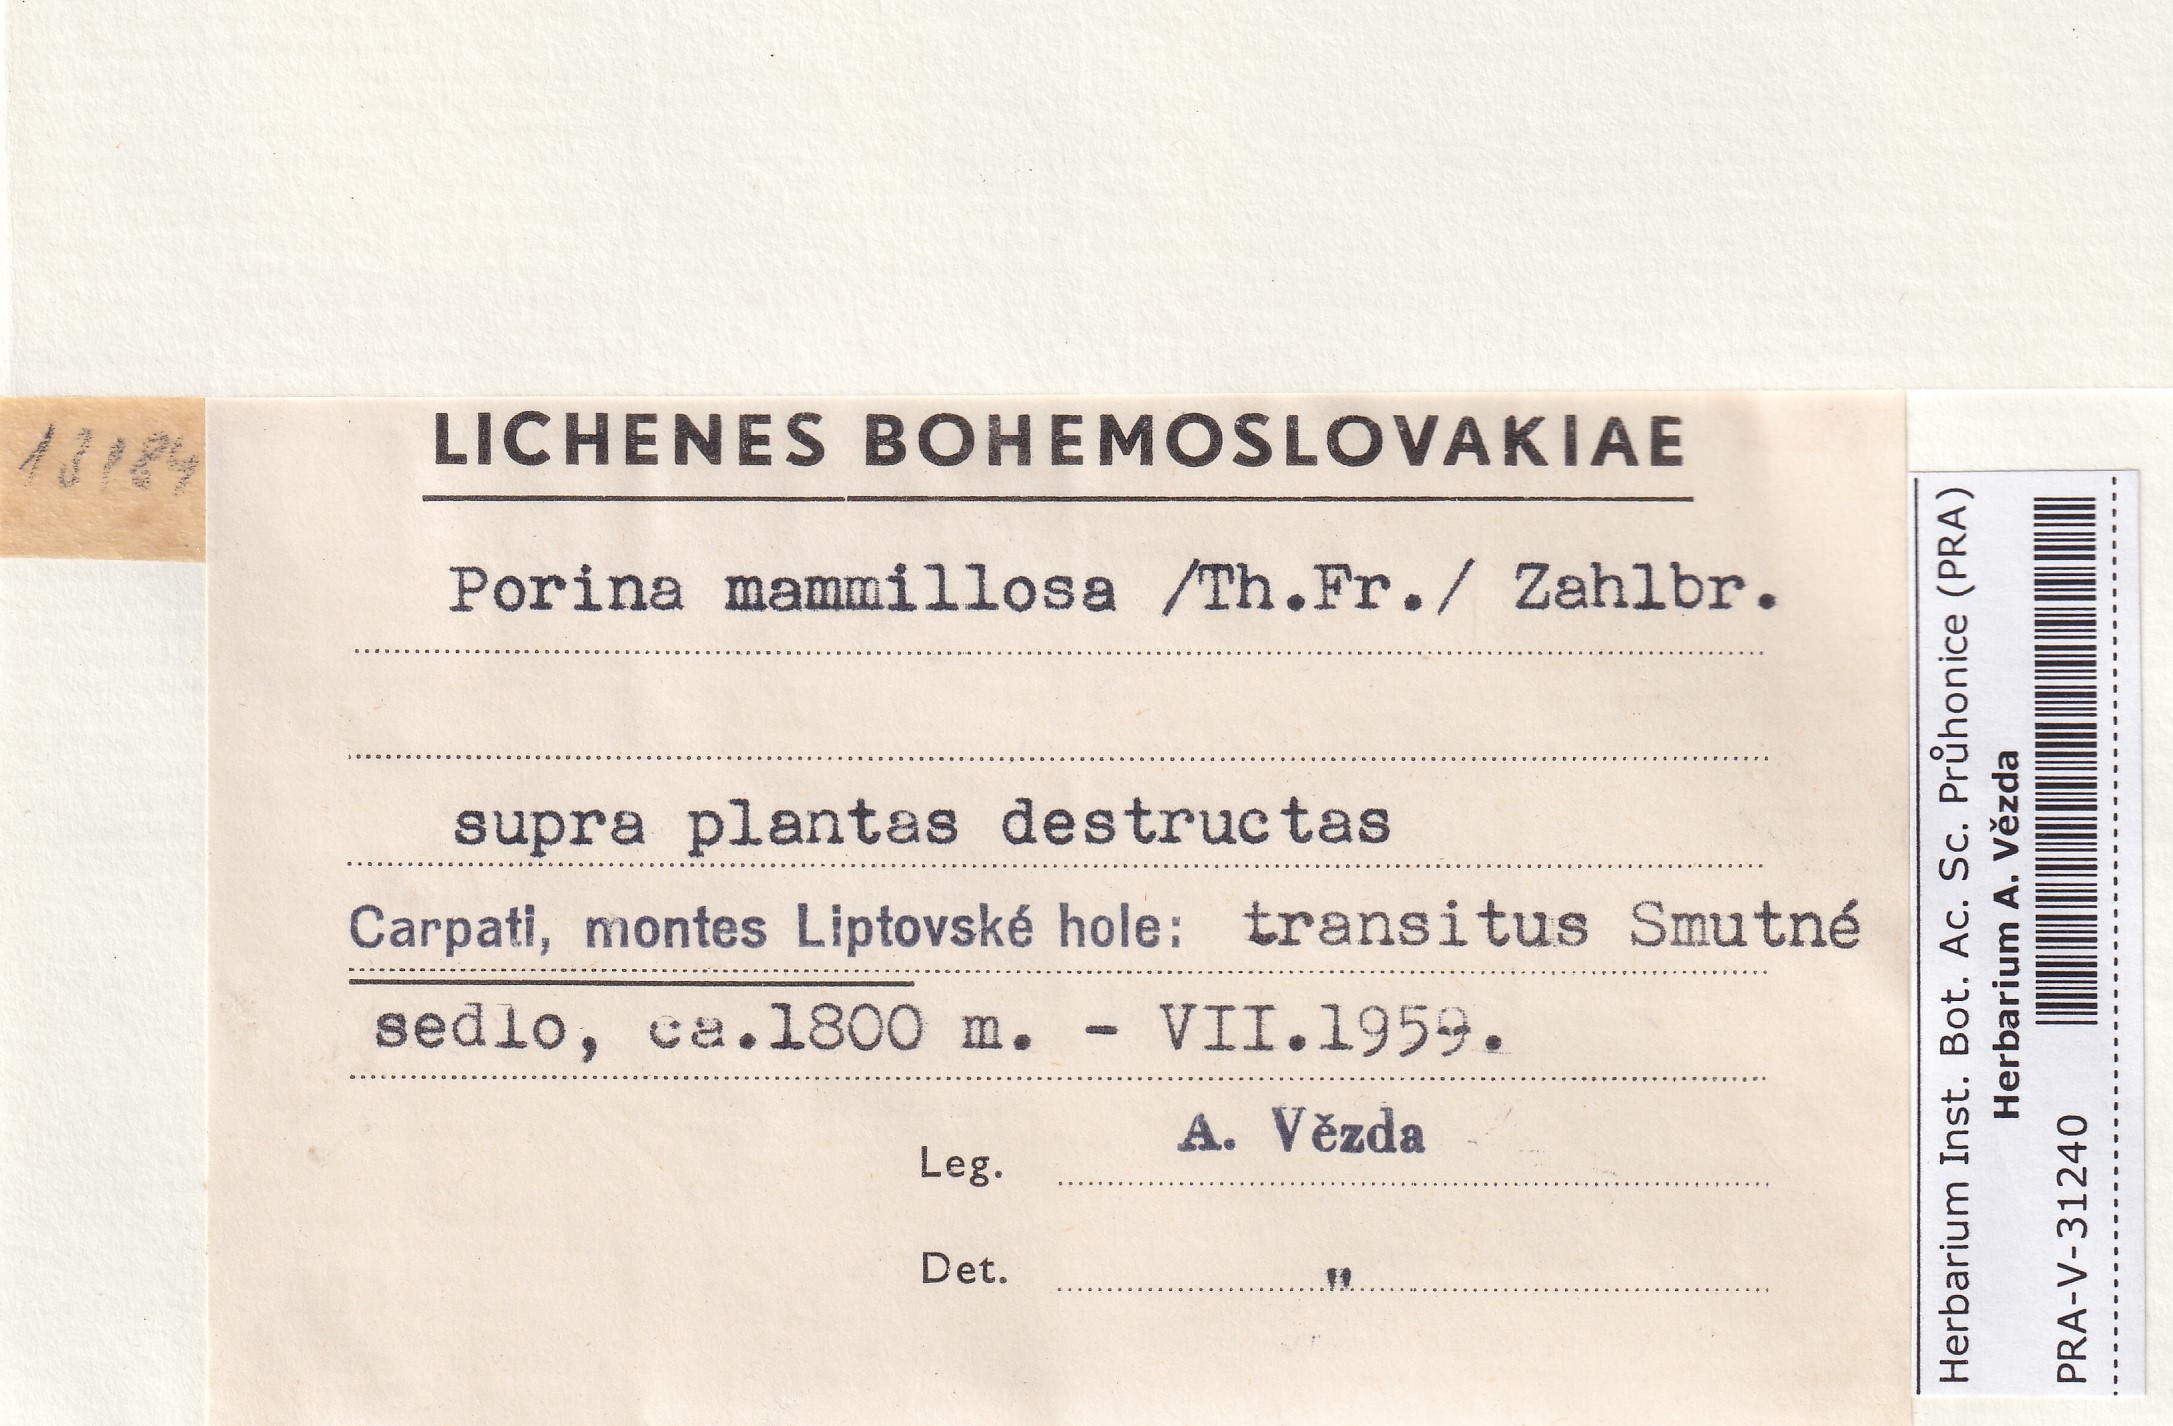 LICHENES BOHEMOSLOVAKIAE
Porina mammillosa /Th.Fr./ Zahlbr.
supra plantas destructas
Carpati, montes Liptovské hole: transitus Smutné
sedlo, ca.1800 m. - VII.1959.
Leg. A. Vězda
Det. "
Herbarium Inst. Bot. Ac. Sc. Průhonice (PRA)
Herbarium A. Vězda
PRA-V-31240